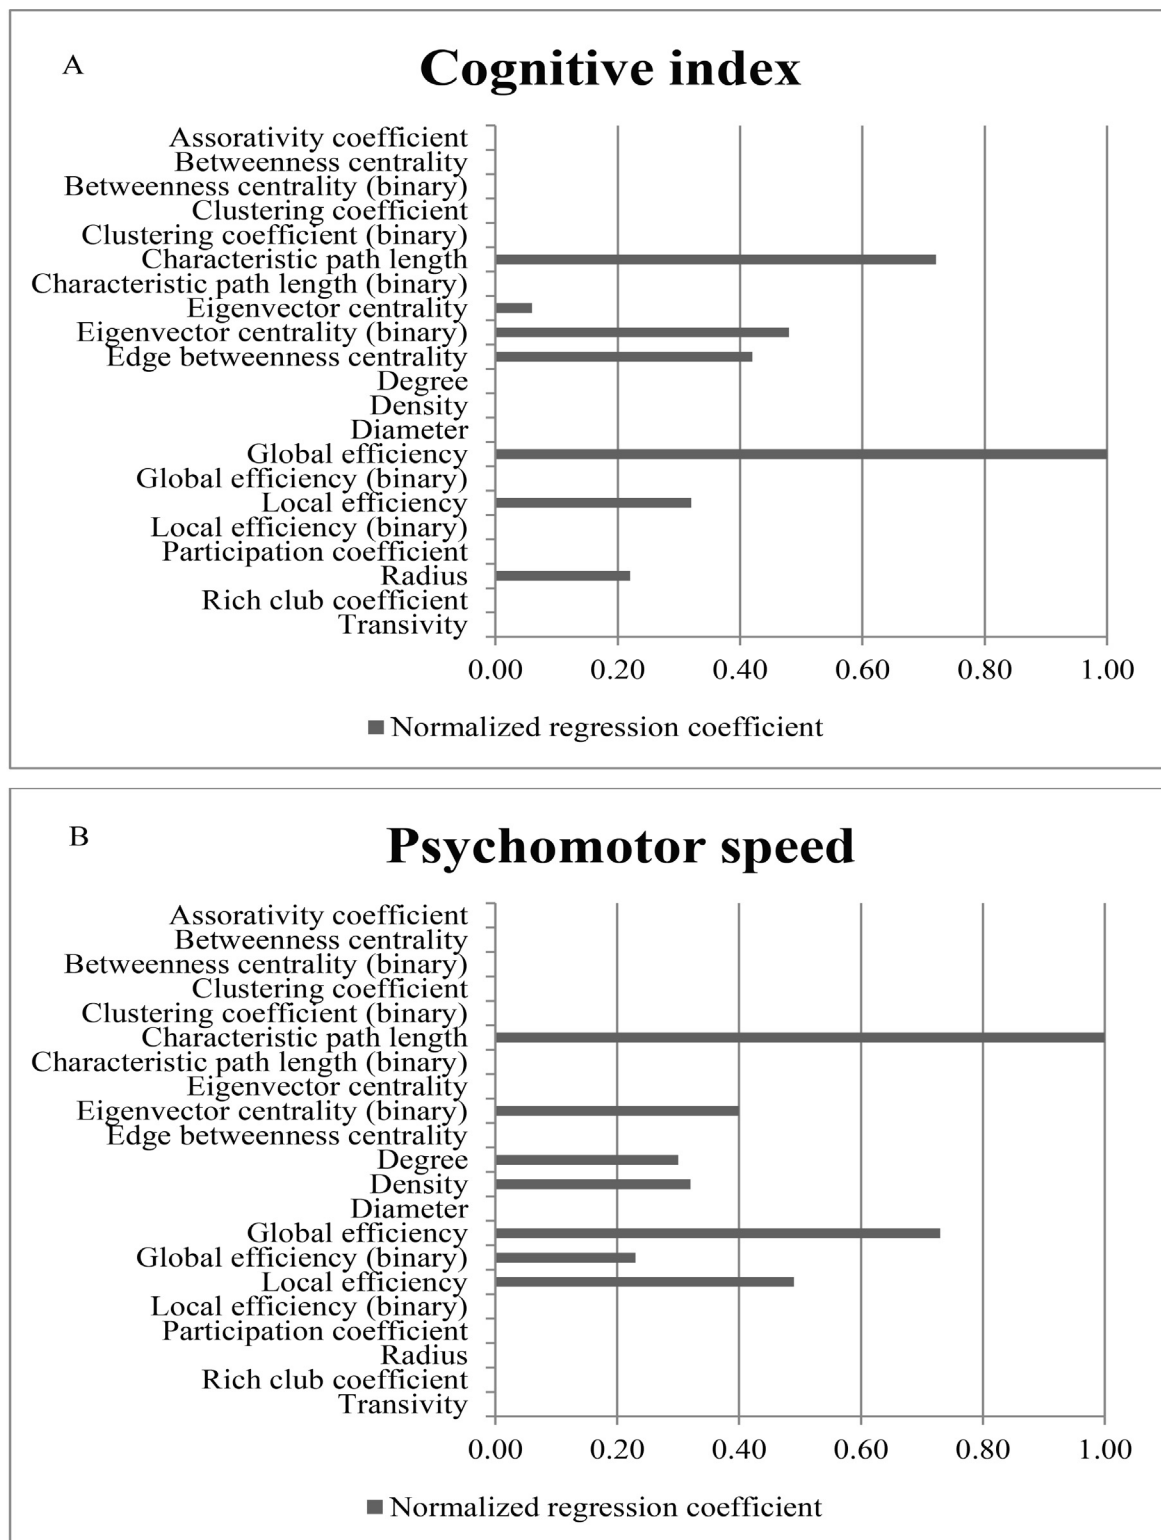 A
Cognitive index
Assorativity coefficient
Betweenness centrality
Betweenness centrality (binary)
Clustering coefficient
Clustering coefficient (binary)
Characteristic path length
Characteristic path length (binary)
Eigenvector centrality
Eigenvector centrality (binary)
Edge betweenness centrality
Degree
Density
Diameter
Global efficiency
Global efficiency (binary)
Local efficiency
Local efficiency (binary)
Participation coefficient
Radius
Rich club coefficient
Transivity
0.00 0.20 0.40 0.60 0.80 1.00
Normalized regression coefficient
B
Psychomotor speed
Assorativity coefficient
Betweenness centrality
Betweenness centrality (binary)
Clustering coefficient
Clustering coefficient (binary)
Characteristic path length
Characteristic path length (binary)
Eigenvector centrality
Eigenvector centrality (binary)
Edge betweenness centrality
Degree
Density
Diameter
Global efficiency
Global efficiency (binary)
Local efficiency
Local efficiency (binary)
Participation coefficient
Radius
Rich club coefficient
Transivity
0.00 0.20 0.40 0.60 0.80 1.00
Normalized regression coefficient